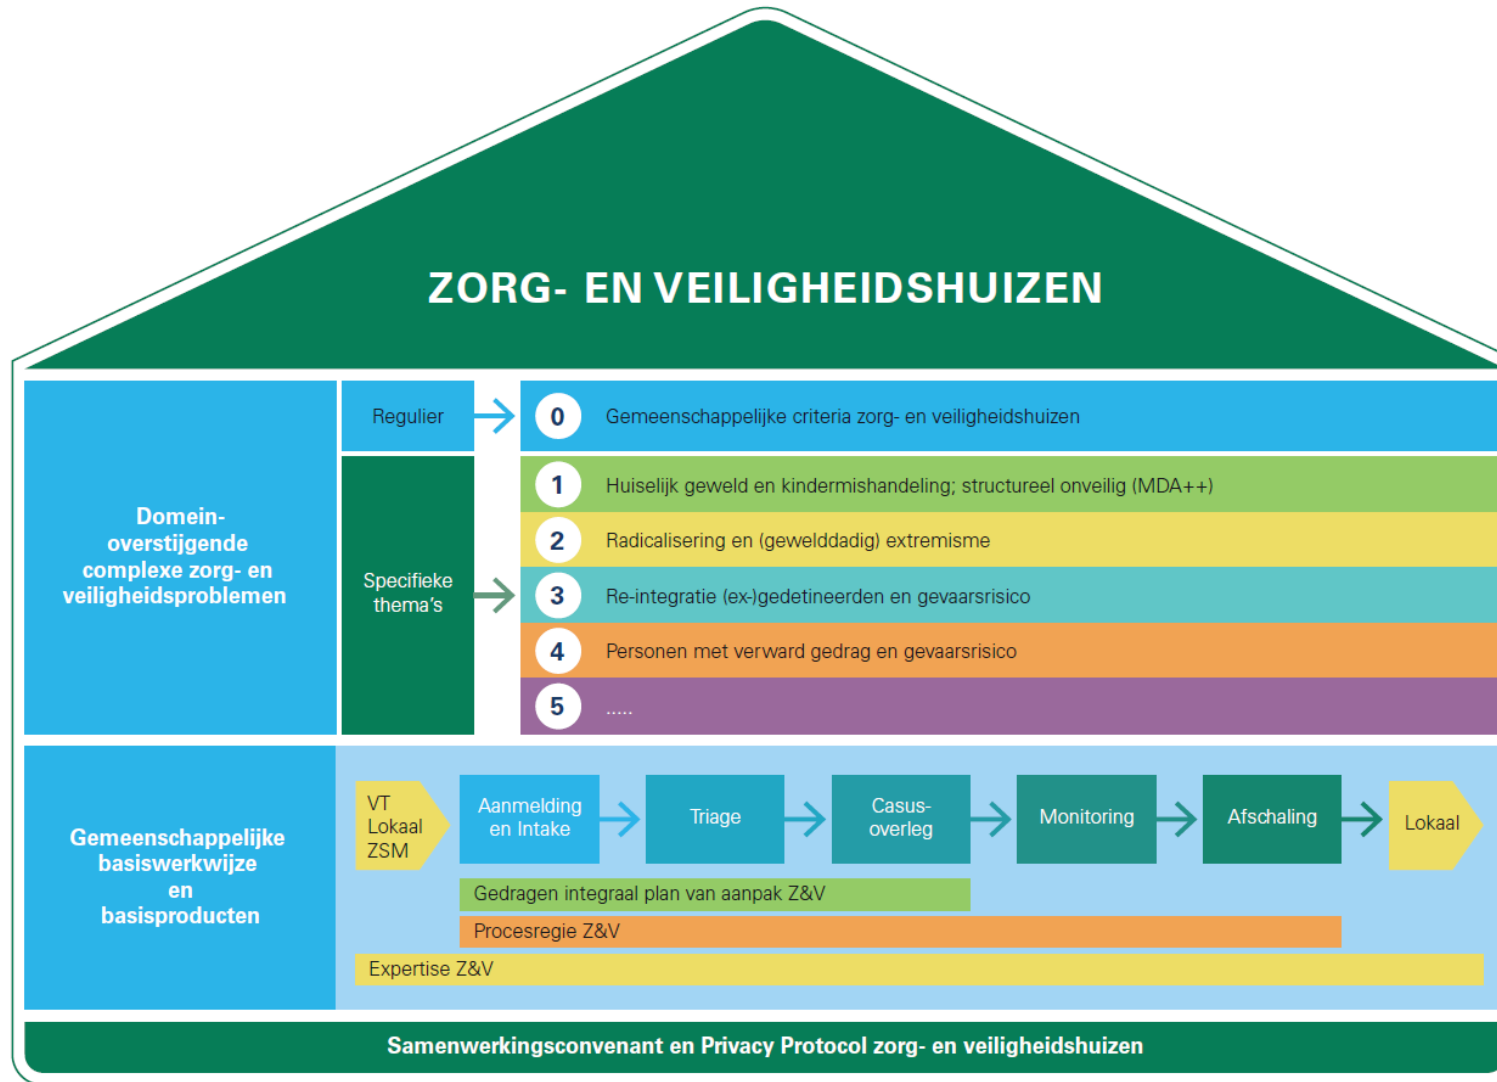 ZORG- EN VEILIGHEIDSHUIZEN
Domein-
overstijgende
complexe zorg- en
veiligheidsproblemen
Regulier
0 Gemeenschappelijke criteria zorg- en veiligheidshuizen
Specifieke
thema's
1 Huiselijk geweld en kindermishandeling; structureel onveilig (MDA++)
2 Radicalisering en (gewelddadig) extremisme
3 Re-integratie (ex-)gedetineerden en gevaarsrisico
4 Personen met verward gedrag en gevaarsrisico
5 .....
Gemeenschappelijke
basiswerkwijze
en
basisproducten
VT
Lokaal
ZSM
Aanmelding
en Intake
Triage
Casus-
overleg
Monitoring
Afschaling
Lokaal
Gedragen integraal plan van aanpak Z&V
Procesregie Z&V
Expertise Z&V
Samenwerkingsconvenant en Privacy Protocol zorg- en veiligheidshuizen